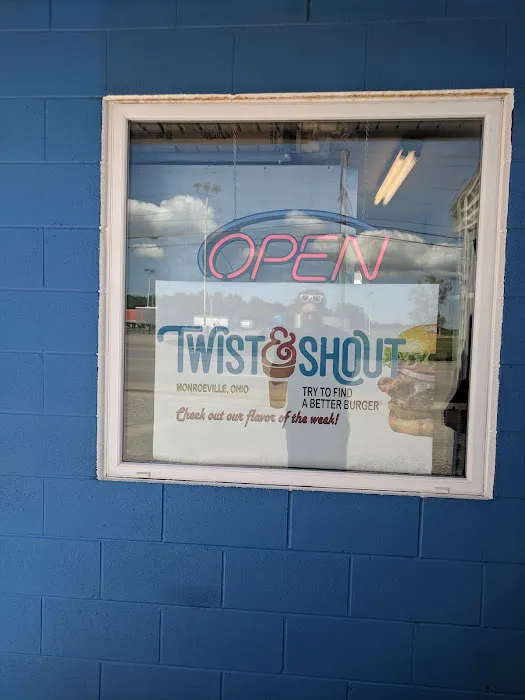 OPEN
TWIST & SHOUT
MONROEVILLE, OHIO
TRY TO FIND
A BETTER BURGER
Check out our flavor of the week!